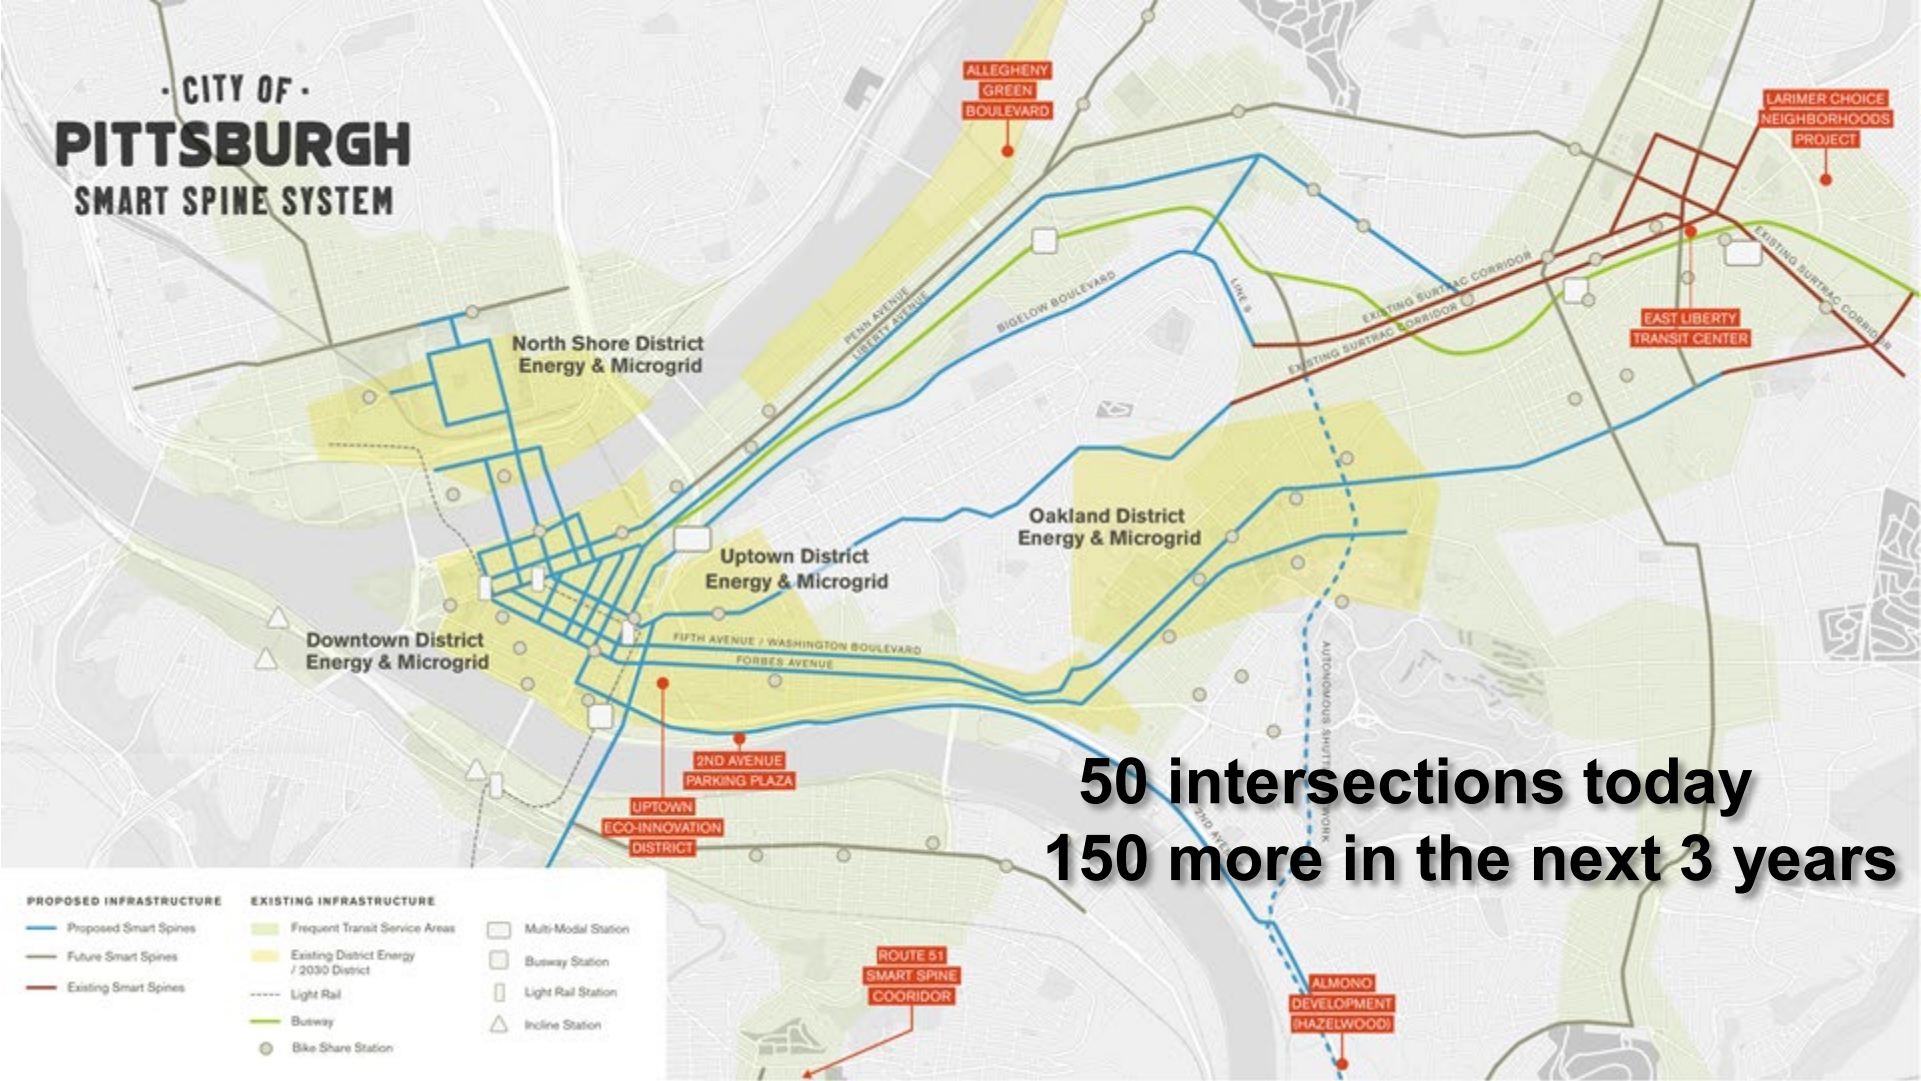 · CITY OF ·
PITTSBURGH
SMART SPINE SYSTEM
ALLEGHENY
GREEN
BOULEVARD
LARIMER CHOICE
NEIGHBORHOODS
PROJECT
PENN AVENUE
LIBERTY AVENUE
BIGELOW BOULEVARD
LINE 9
EXISTING SURTRAC CORRIDOR
EXISTING SURTRAC CORRIDOR
EXISTING SURTRAC CORRIDOR
EAST LIBERTY
TRANSIT CENTER
North Shore District
Energy & Microgrid
Oakland District
Energy & Microgrid
Uptown District
Energy & Microgrid
Downtown District
Energy & Microgrid
FIFTH AVENUE / WASHINGTON BOULEVARD
FORBES AVENUE
2ND AVENUE
PARKING PLAZA
UPTOWN
ECO-INNOVATION
DISTRICT
50 intersections today
150 more in the next 3 years
AUTONOMOUS
2ND
ROUTE 51
SMART SPINE
COORIDOR
ALMONO
DEVELOPMENT
(HAZELWOOD)
PROPOSED INFRASTRUCTURE
Proposed Smart Spines
Future Smart Spines
Existing Smart Spines
EXISTING INFRASTRUCTURE
Frequent Transit Service Areas
Existing District Energy
/ 2030 District
Light Rail
Busway
Bike Share Station
Multi-Modal Station
Busway Station
Light Rail Station
Incline Station